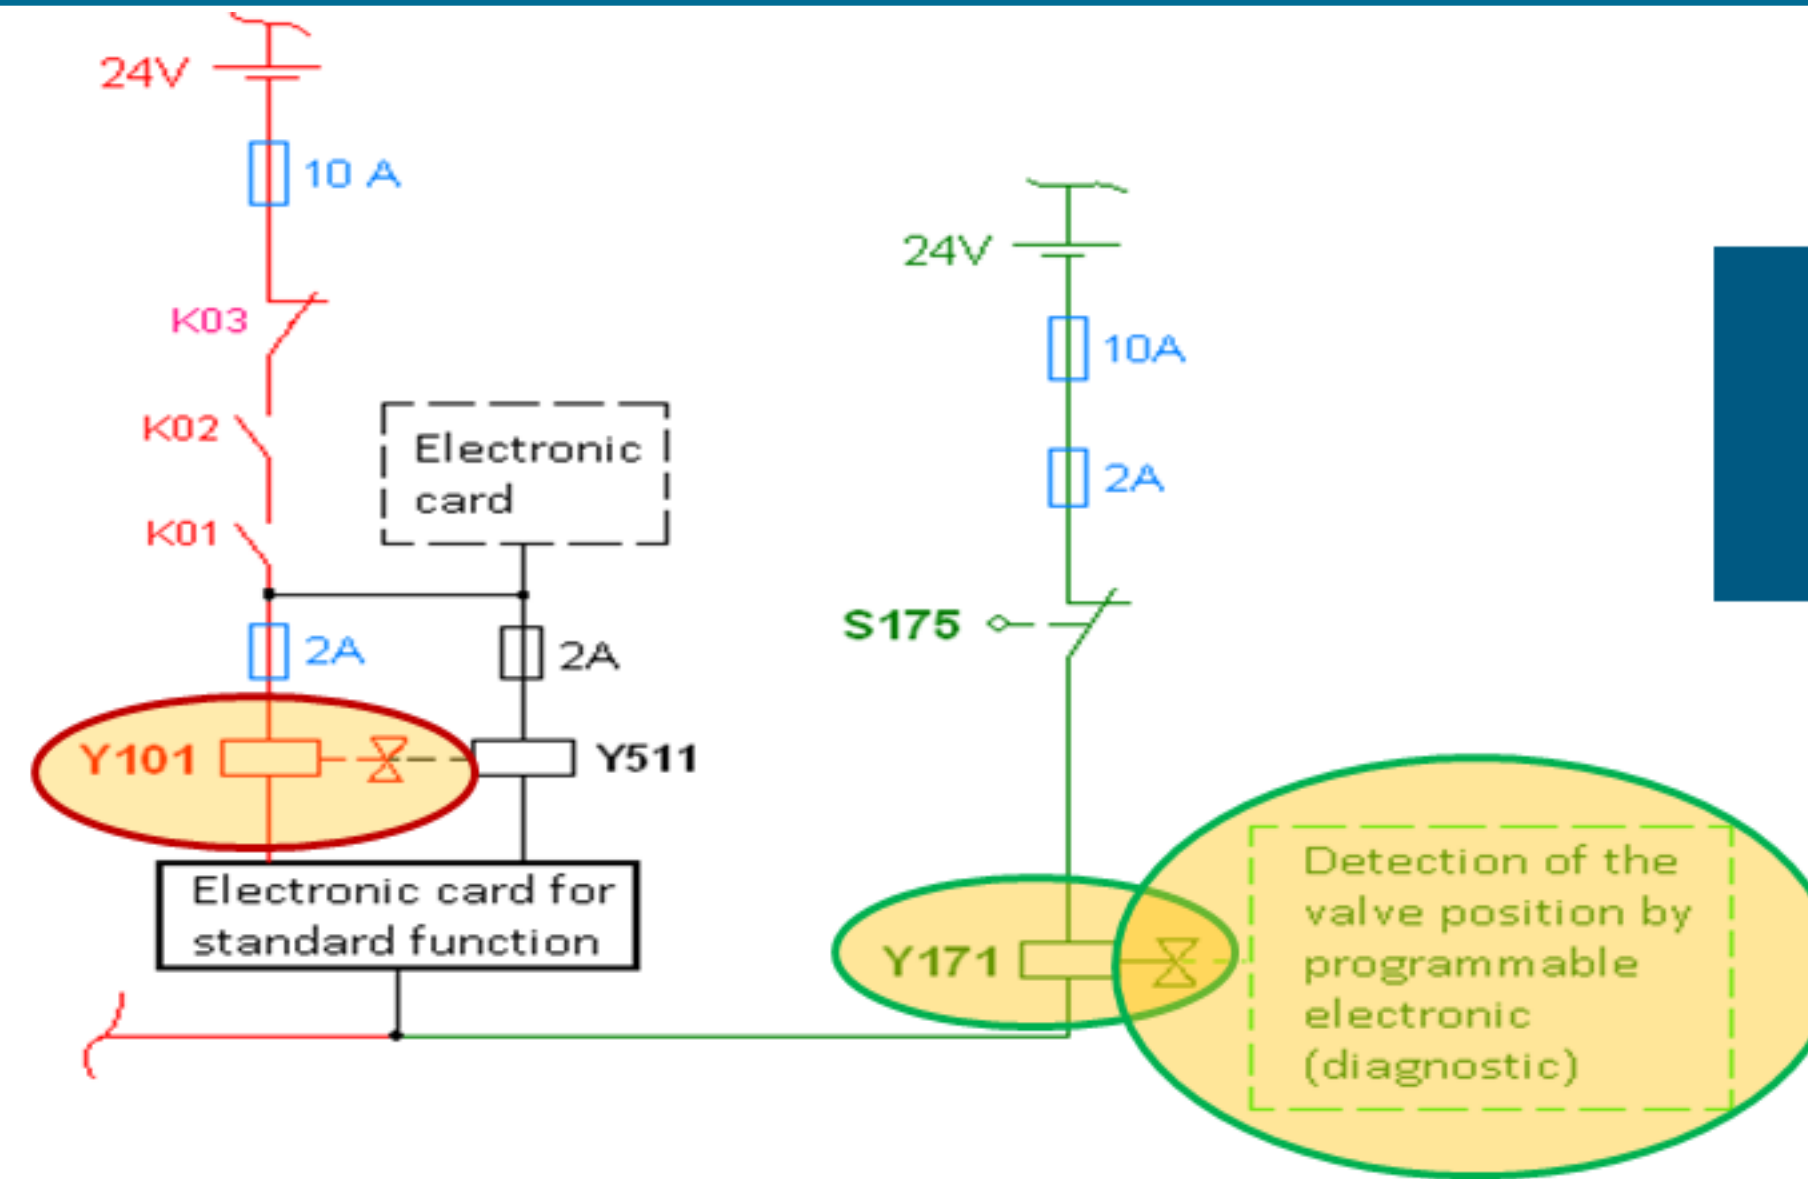 24V
10 A
K03
K02
K01
Electronic
card
2A
2A
Y101
Y511
Electronic card for
standard function
24V
10A
2A
S175
Y171
Detection of the
valve position by
programmable
electronic
(diagnostic)